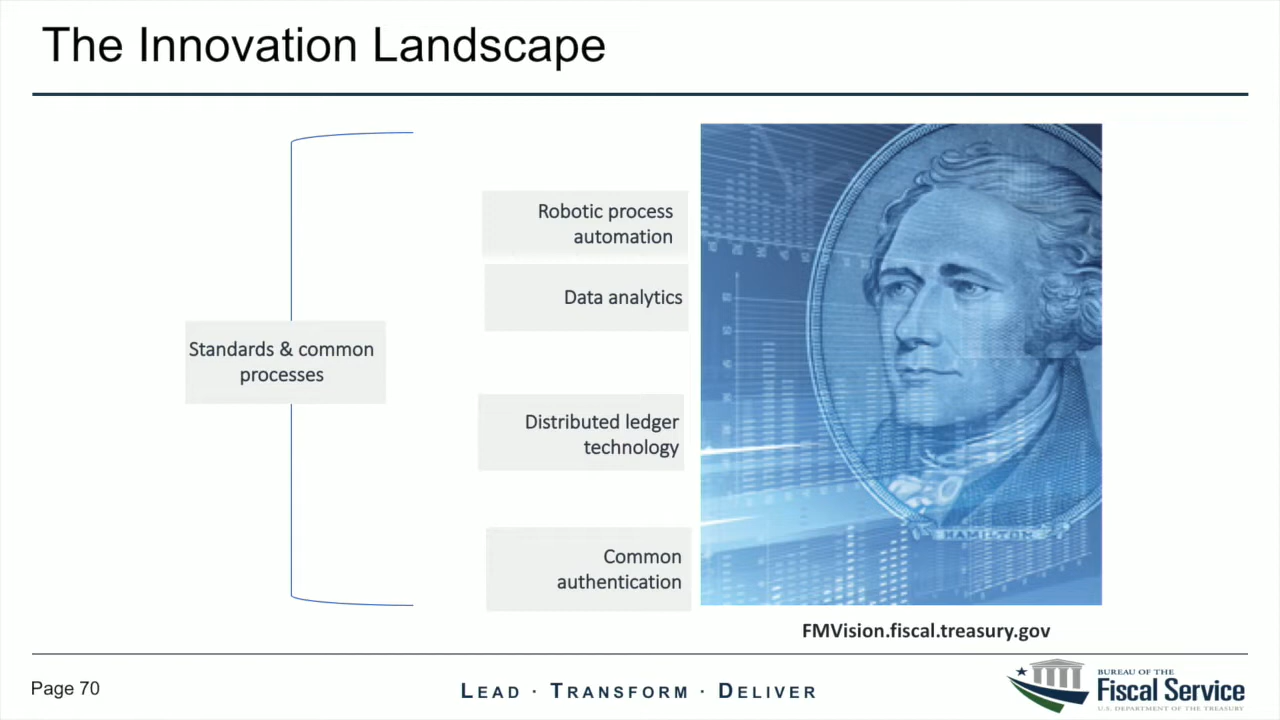 The Innovation Landscape
Robotic process
automation
Data analytics
Standards & common
processes
Distributed ledger
technology
Common
authentication
HAMILTON
FMVision.fiscal.treasury.gov
Page 70
LEAD · TRANSFORM · DELIVER
BUREAU OF THE
Fiscal Service
U.S. DEPARTMENT OF THE TREASURY